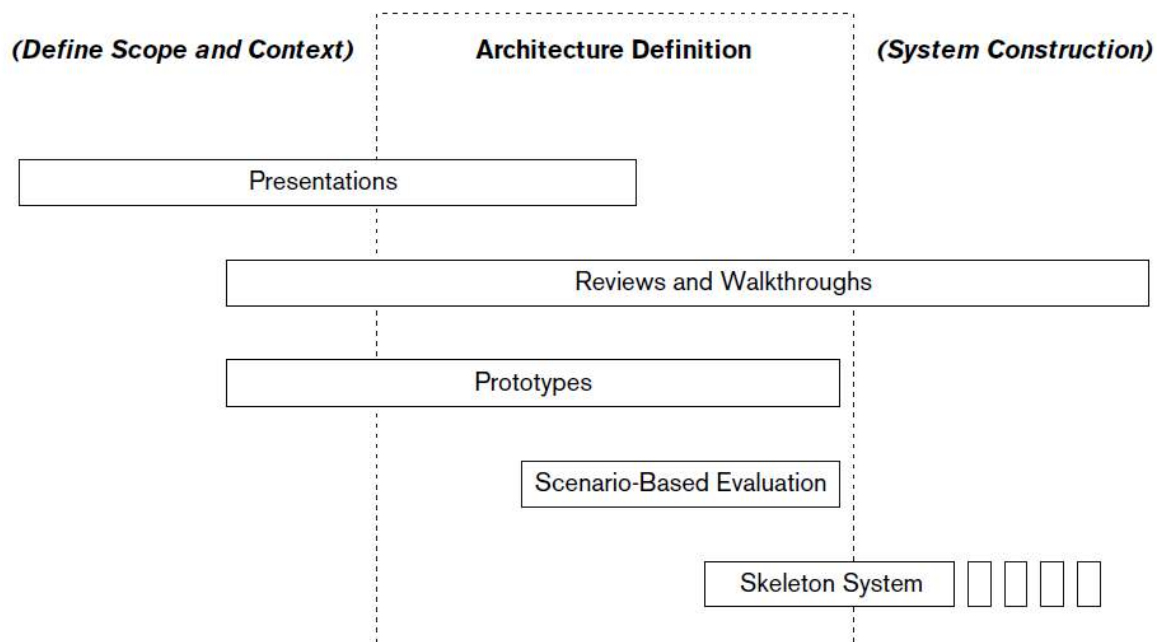 (Define Scope and Context)
Architecture Definition
(System Construction)
Presentations
Reviews and Walkthroughs
Prototypes
Scenario-Based Evaluation
Skeleton System